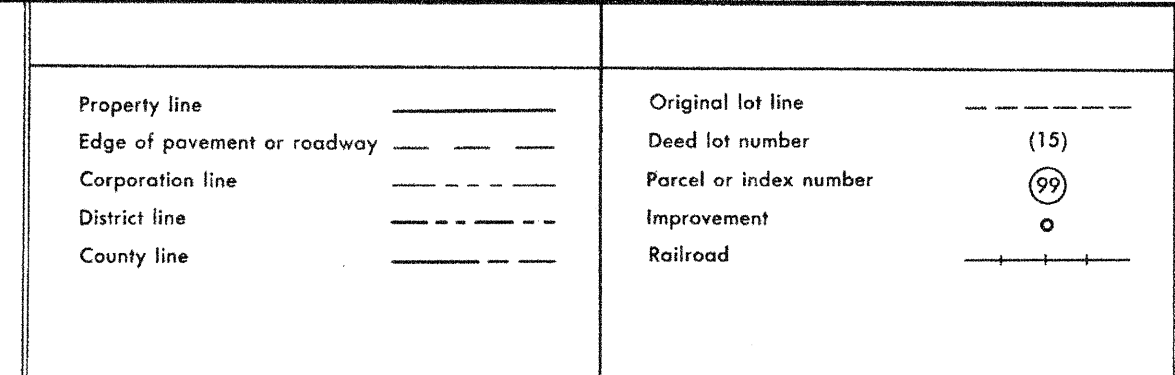 Property line
Edge of pavement or roadway
Corporation line
District line
County line
Original lot line
Deed lot number (15)
Parcel or index number 99
Improvement
Railroad